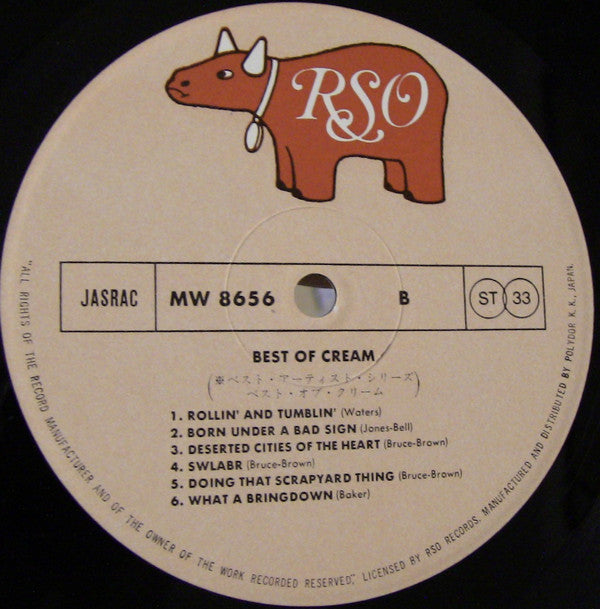 RSO
JASRAC
MW 8656
B
ST 33
BEST OF CREAM
(※ベスト・アーティスト・シリーズ
ベスト・オブ・クリーム)
1. ROLLIN' AND TUMBLIN' (Waters)
2. BORN UNDER A BAD SIGN (Jones-Bell)
3. DESERTED CITIES OF THE HEART (Bruce-Brown)
4. SWLABR (Bruce-Brown)
5. DOING THAT SCRAPYARD THING (Bruce-Brown)
6. WHAT A BRINGDOWN (Baker)
"ALL RIGHTS OF THE RECORD MANUFACTURER AND OF THE OWNER OF THE WORK RECORDED RESERVED", LICENSED BY RSO RECORDS. MANUFACTURED AND DISTRIBUTED BY POLYDOR K.K., JAPAN.